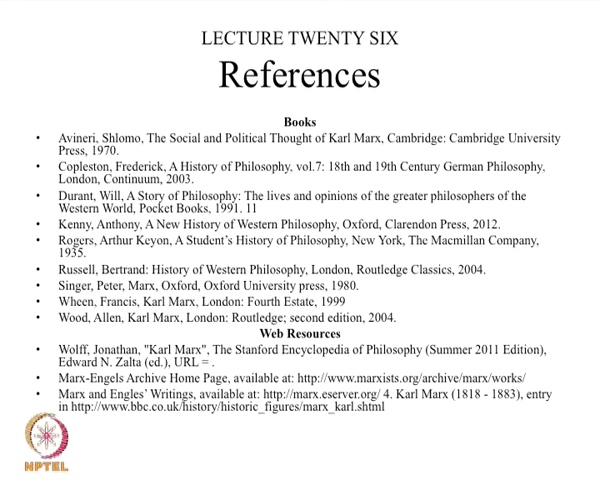 LECTURE TWENTY SIX
References
Books
• Avineri, Shlomo, The Social and Political Thought of Karl Marx, Cambridge: Cambridge University
Press, 1970.
• Copleston, Frederick, A History of Philosophy, vol.7: 18th and 19th Century German Philosophy,
London, Continuum, 2003.
• Durant, Will, A Story of Philosophy: The lives and opinions of the greater philosophers of the
Western World, Pocket Books, 1991. 11
• Kenny, Anthony, A New History of Western Philosophy, Oxford, Clarendon Press, 2012.
• Rogers, Arthur Keyon, A Student's History of Philosophy, New York, The Macmillan Company,
1935.
• Russell, Bertrand: History of Western Philosophy, London, Routledge Classics, 2004.
• Singer, Peter, Marx, Oxford, Oxford University press, 1980.
• Wheen, Francis, Karl Marx, London: Fourth Estate, 1999
• Wood, Allen, Karl Marx, London: Routledge; second edition, 2004.
Web Resources
• Wolff, Jonathan, "Karl Marx", The Stanford Encyclopedia of Philosophy (Summer 2011 Edition),
Edward N. Zalta (ed.), URL = .
• Marx-Engels Archive Home Page, available at: http://www.marxists.org/archive/marx/works/
• Marx and Engles' Writings, available at: http://marx.eserver.org/ 4. Karl Marx (1818 - 1883), entry
in http://www.bbc.co.uk/history/historic_figures/marx_karl.shtml
NPTEL